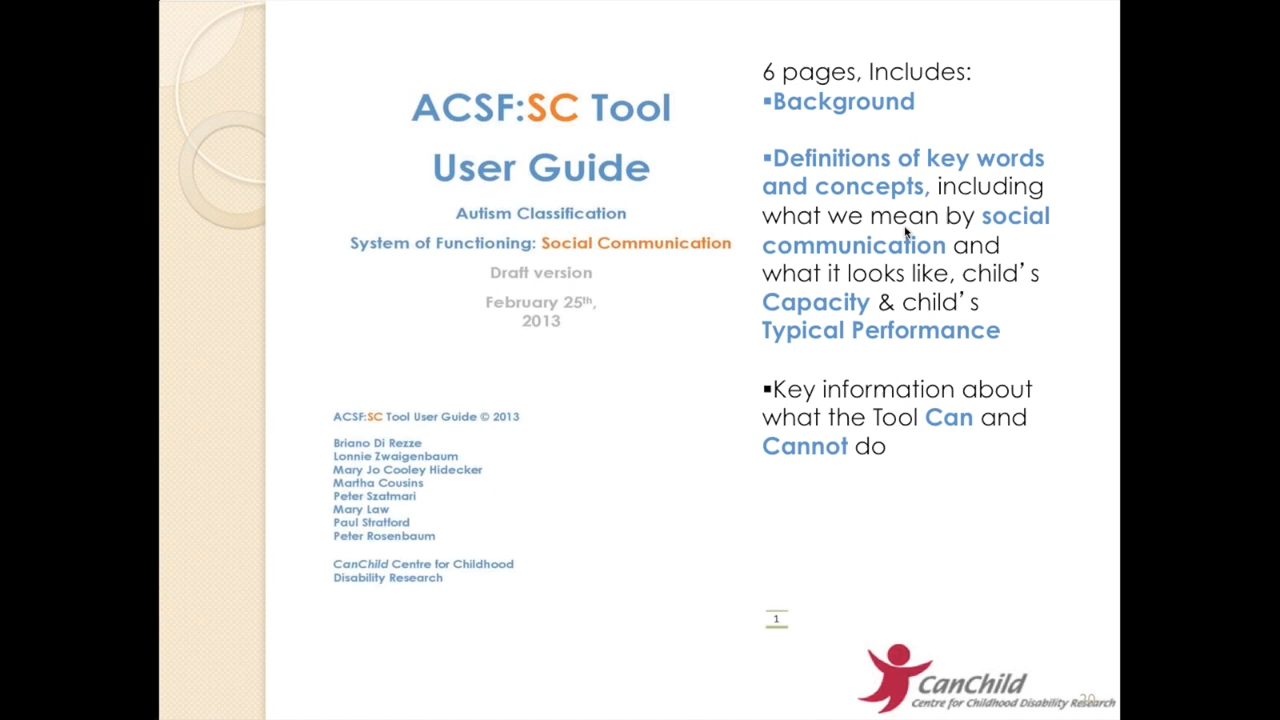 ACSF:SC Tool
User Guide
Autism Classification
System of Functioning: Social Communication
Draft version
February 25th,
2013
ACSF:SC Tool User Guide © 2013
Briano Di Rezze
Lonnie Zwaigenbaum
Mary Jo Cooley Hidecker
Martha Cousins
Peter Szatmari
Mary Law
Paul Stratford
Peter Rosenbaum
CanChild Centre for Childhood
Disability Research
6 pages, Includes:
▪Background
▪Definitions of key words
and concepts, including
what we mean by social
communication and
what it looks like, child’s
Capacity & child’s
Typical Performance
▪Key information about
what the Tool Can and
Cannot do
1
CanChild
Centre for Childhood Disability Research
20